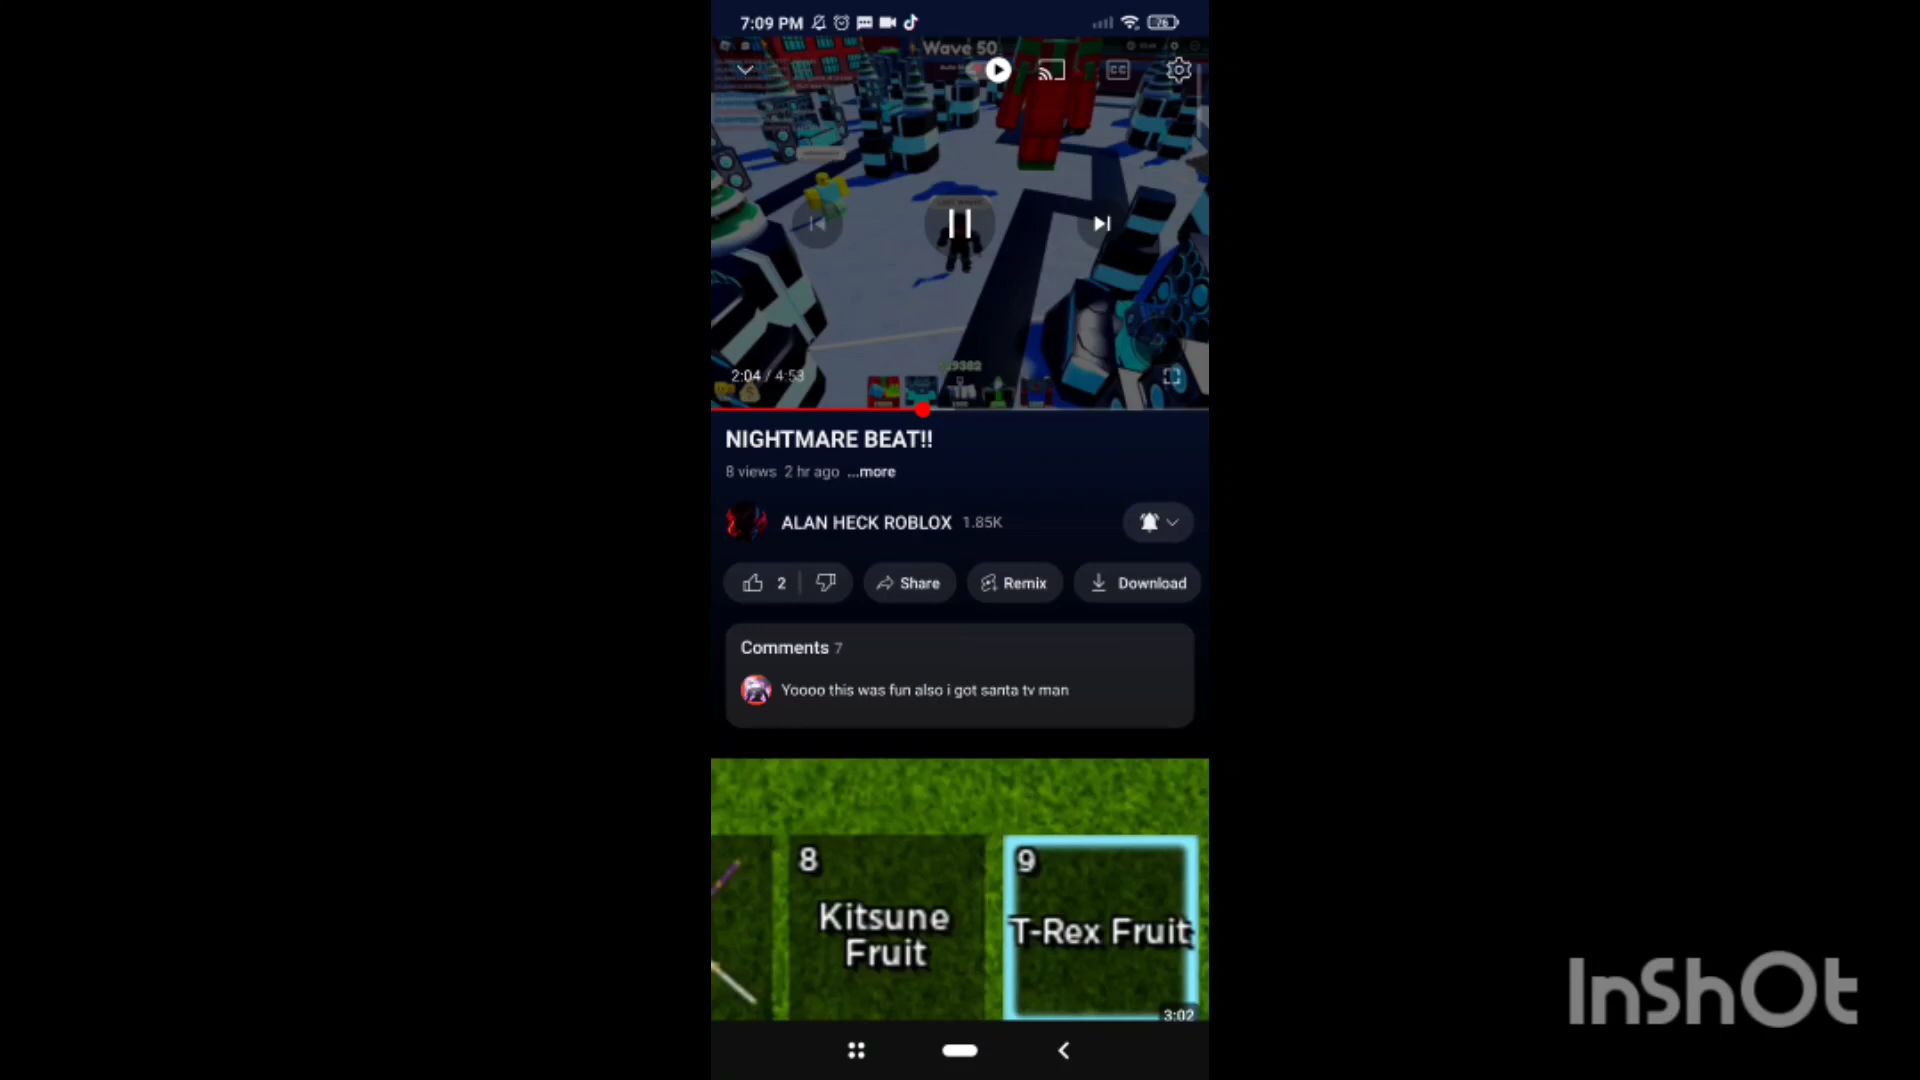 7:09 PM
76
Wave 50
CC
2:04 / 4:53
NIGHTMARE BEAT!!
8 views 2 hr ago ...more
ALAN HECK ROBLOX 1.85K
2
Share
Remix
Download
Comments 7
Yoooo this was fun also i got santa tv man
8
Kitsune
Fruit
9
T-Rex Fruit
3:02
InShOt